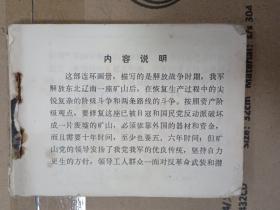 内容说明
这部连环画册，描写的是解放战争时期，我军
解放东北辽南一座矿山后，在恢复生产过程中的尖
锐复杂的阶级斗争和两条路线的斗争。按照资产阶
级观点，要修复这座已被日冠和国民党反动派破坏
成一片废墟的矿山，必须依靠外国的器材和资金，
而且需要十年时间，至少也要五、六年时间；但矿
山党的领导发扬了我党我军的优良传统，坚持自力
更生的方针，领导工人群众一面对反革命武装和潜